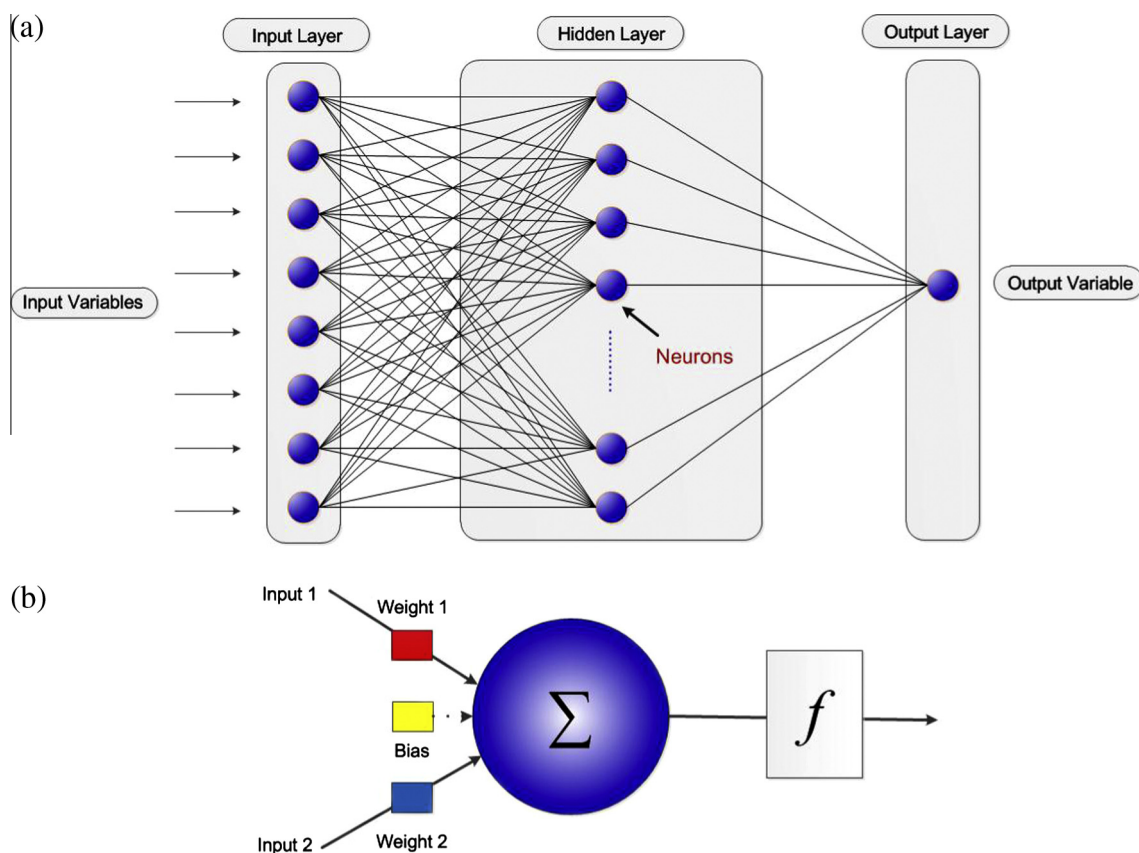 (a)
Input Layer
Hidden Layer
Output Layer
Input Variables
Output Variable
Neurons
(b)
Input 1
Weight 1
Bias
Σ
f
Input 2
Weight 2